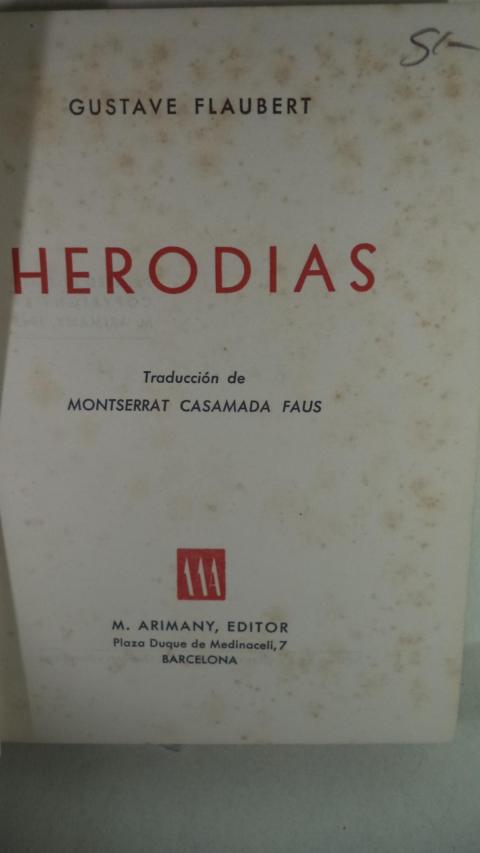 GUSTAVE FLAUBERT
HERODIAS
Traducción de
MONTSERRAT CASAMADA FAUS
M. ARIMANY, EDITOR
Plaza Duque de Medinaceli, 7
BARCELONA